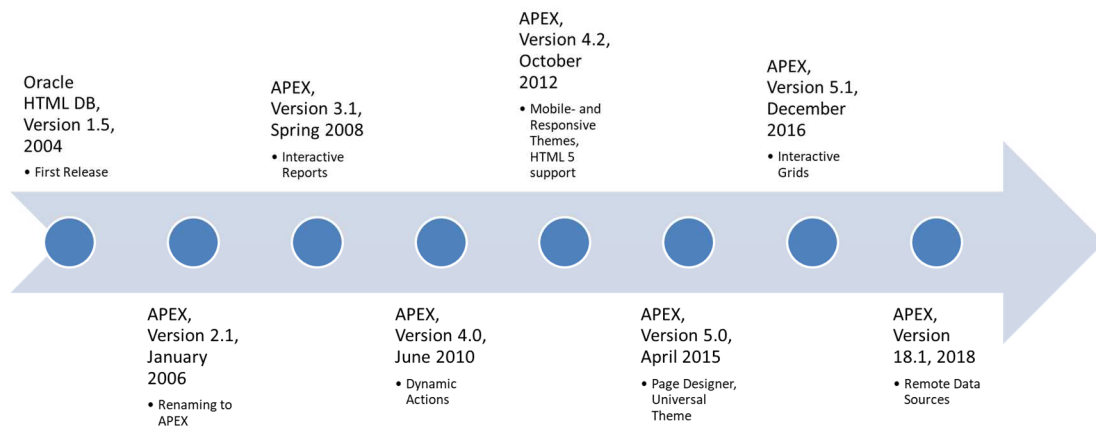 Oracle
HTML DB,
Version 1.5,
2004
• First Release
APEX,
Version 2.1,
January
2006
• Renaming to
APEX
APEX,
Version 3.1,
Spring 2008
• Interactive
Reports
APEX,
Version 4.0,
June 2010
• Dynamic
Actions
APEX,
Version 4.2,
October
2012
• Mobile- and
Responsive
Themes,
HTML 5
support
APEX,
Version 5.0,
April 2015
• Page Designer,
Universal
Theme
APEX,
Version 5.1,
December
2016
• Interactive
Grids
APEX,
Version
18.1, 2018
• Remote Data
Sources